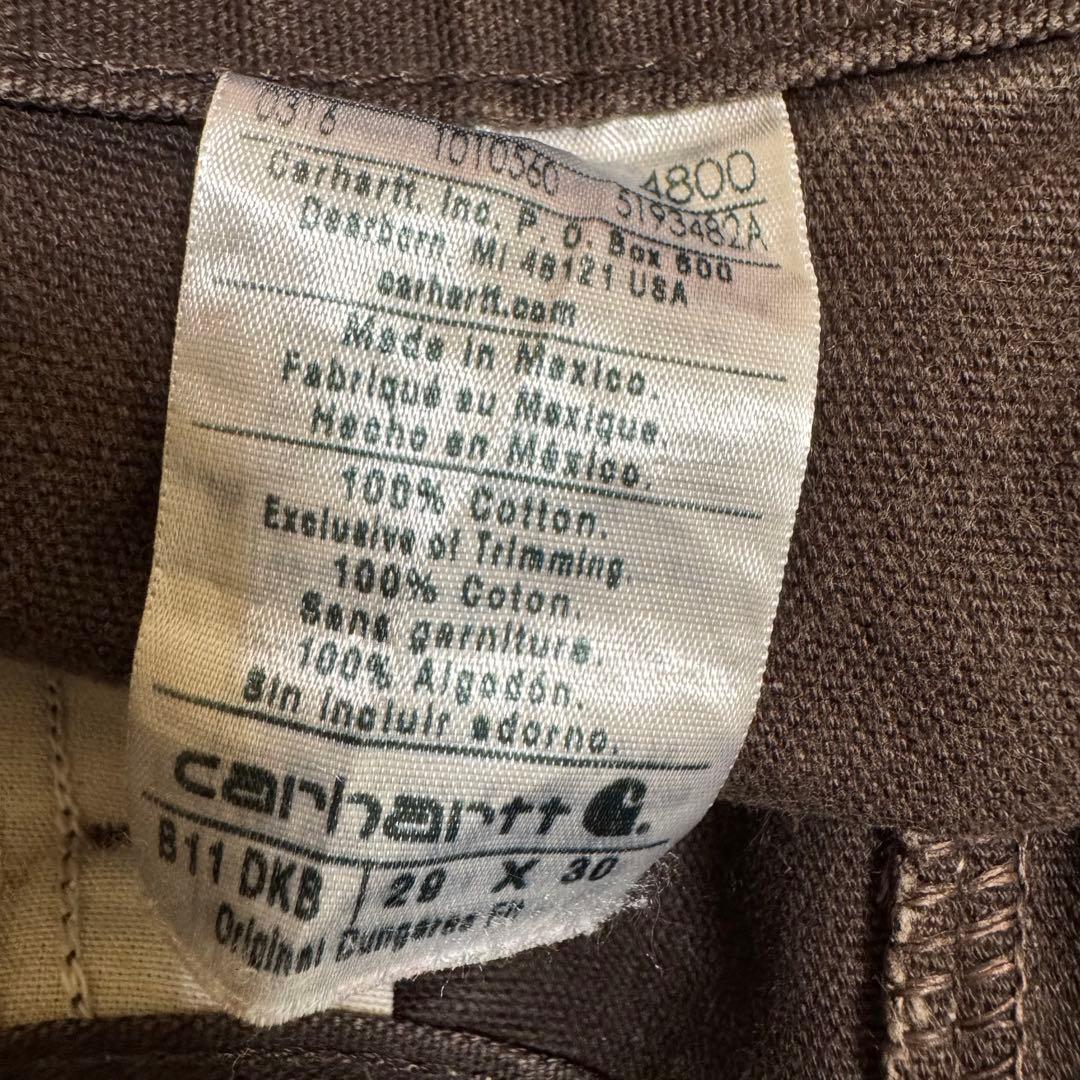 0316 1010560 4800
5193482A
Carhartt, Inc. P. O. Box 600
Dearborn, MI 48121 USA
carhartt.com
Made in Mexico.
Fabriqué au Mexique.
Hecho en México.
100% Cotton.
Exclusive of Trimming.
100% Coton.
Sans garniture.
100% Algodón.
Sin incluir adorno.
carhartt
B11 DKB 29 X 30
Original Dungaree Fit